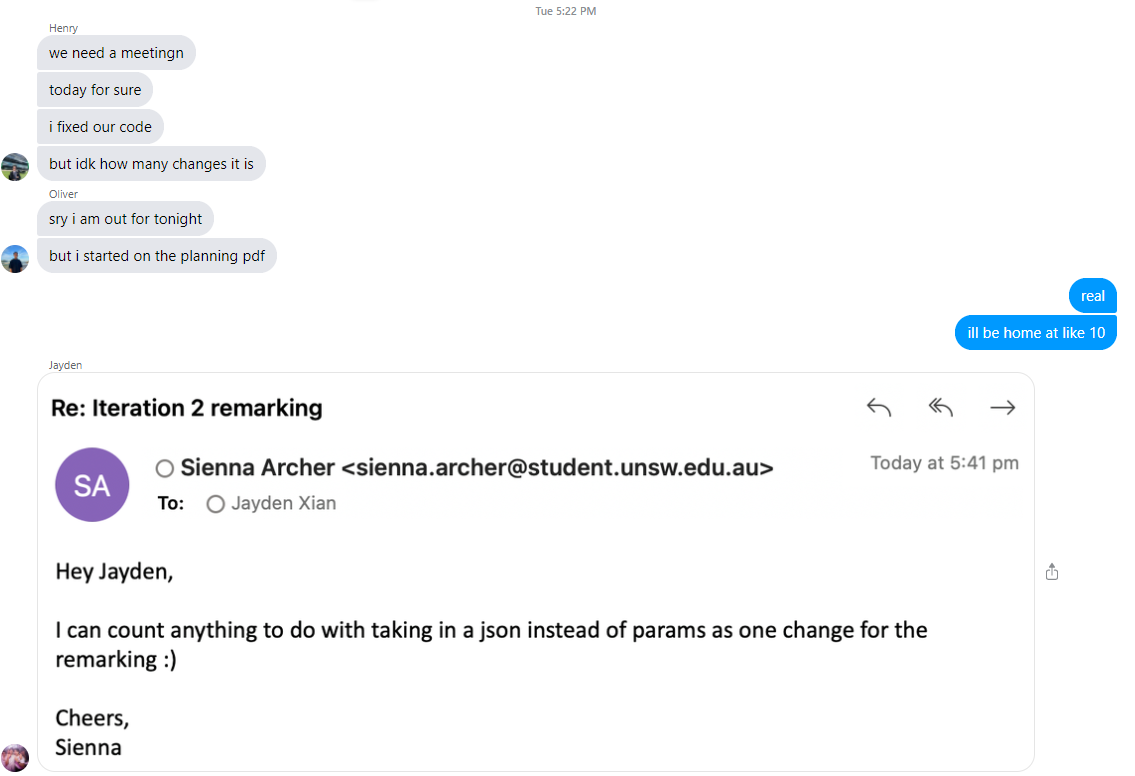 Tue 5:22 PM
Henry
we need a meetingn
today for sure
i fixed our code
but idk how many changes it is
Oliver
sry i am out for tonight
but i started on the planning pdf
real
ill be home at like 10
Jayden
Re: Iteration 2 remarking
SA
Sienna Archer <sienna.archer@student.unsw.edu.au>
Today at 5:41 pm
To: Jayden Xian
Hey Jayden,
I can count anything to do with taking in a json instead of params as one change for the
remarking :)
Cheers,
Sienna